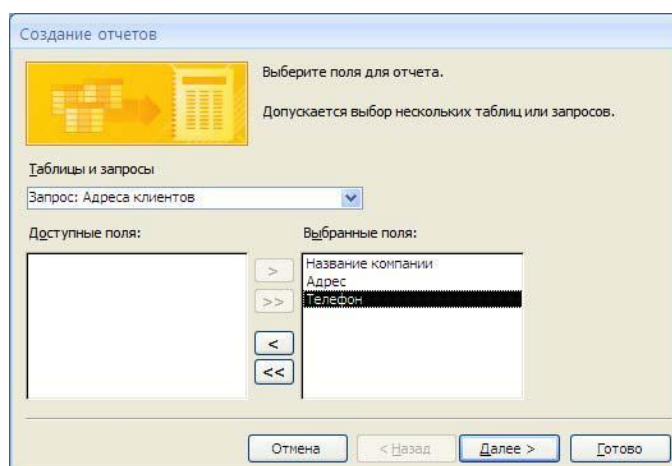 Создание отчетов
Выберите поля для отчета.
Допускается выбор нескольких таблиц или запросов.
Таблицы и запросы
Запрос: Адреса клиентов
Доступные поля:
Выбранные поля:
>
>>
<
<<
Название компании
Адрес
Телефон
Отмена
< Назад
Далее >
Готово